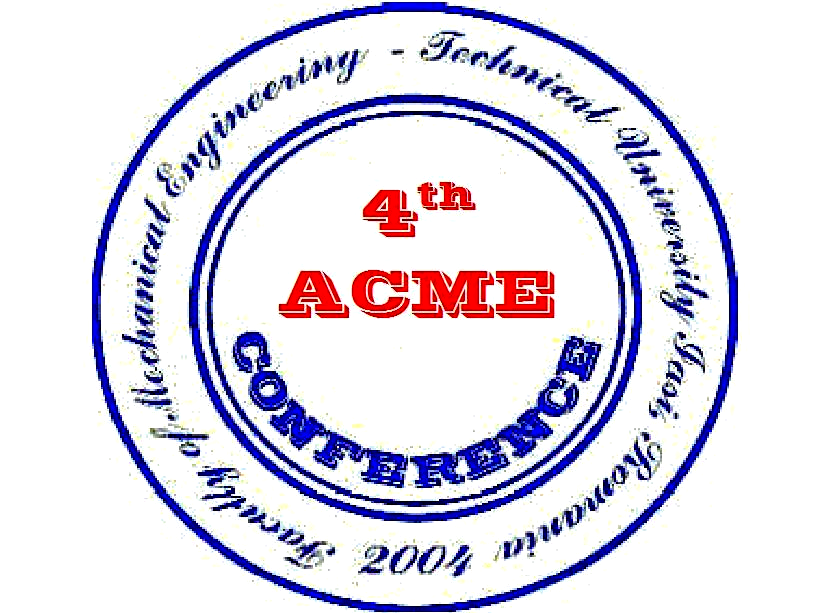 Faculty of Mechanical Engineering - Technical University Iasi, Romania
2004
4th
ACME
CONFERENCE